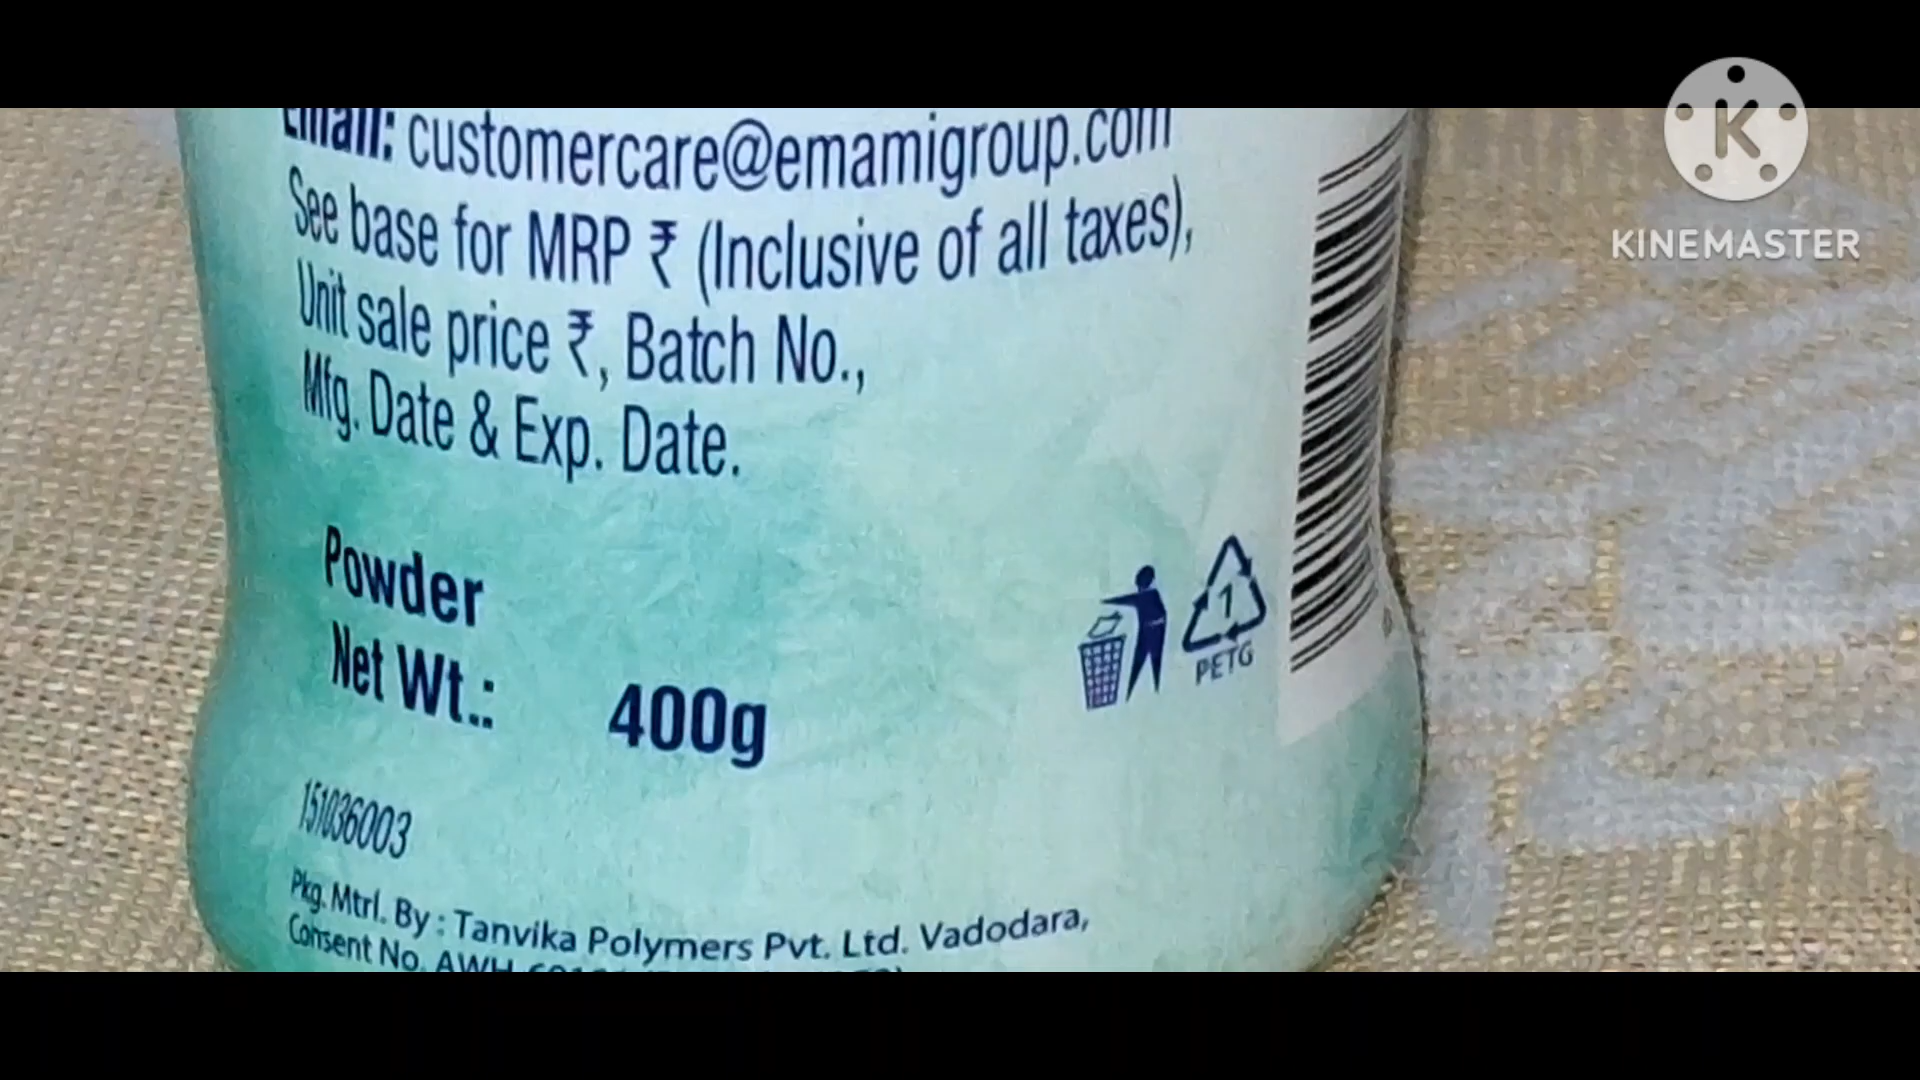 Email: customercare@emamigroup.com
See base for MRP ₹ (Inclusive of all taxes),
Unit sale price ₹, Batch No.,
Mfg. Date & Exp. Date.
Powder
Net Wt.: 400g
1
PETG
151036003
Pkg. Mtrl. By : Tanvika Polymers Pvt. Ltd. Vadodara,
Consent No. AWH
K
KINEMASTER